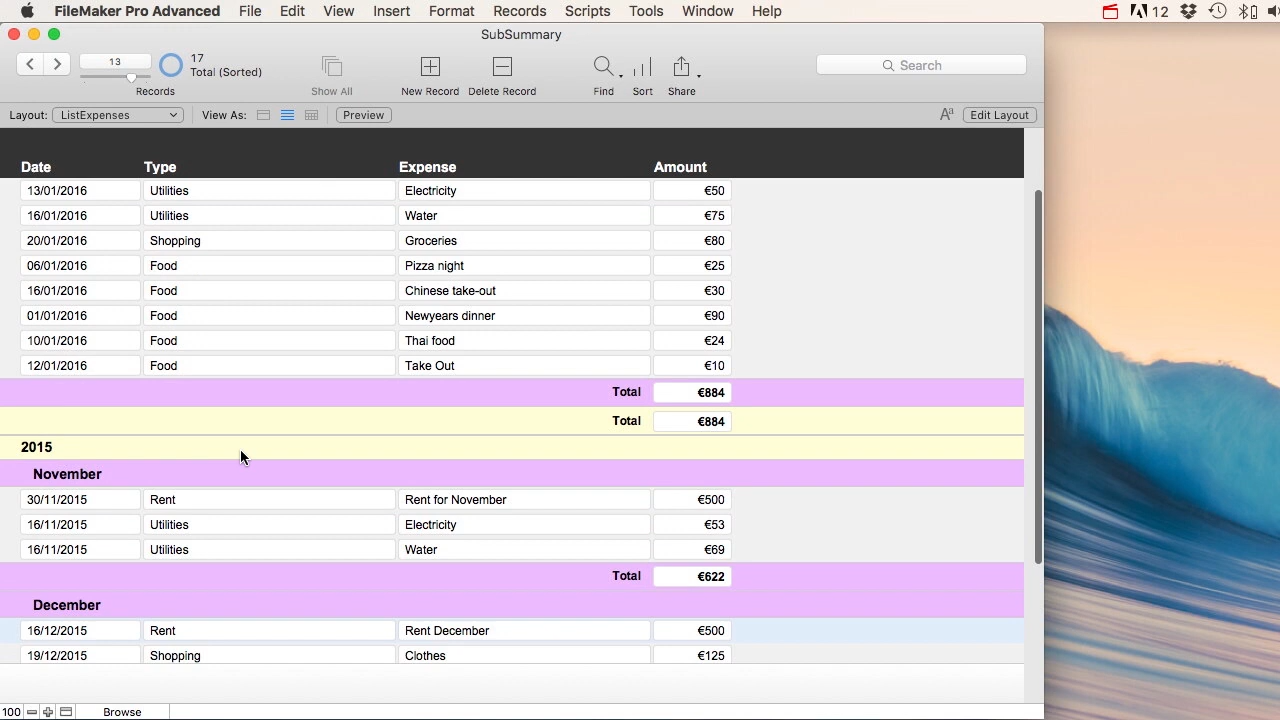 FileMaker Pro Advanced File Edit View Insert Format Records Scripts Tools Window Help 12
SubSummary
13 17 Total (Sorted) Search
Records Show All New Record Delete Record Find Sort Share
Layout: ListExpenses View As: Preview Aa Edit Layout
Date Type Expense Amount
13/01/2016 Utilities Electricity €50
16/01/2016 Utilities Water €75
20/01/2016 Shopping Groceries €80
06/01/2016 Food Pizza night €25
16/01/2016 Food Chinese take-out €30
01/01/2016 Food Newyears dinner €90
10/01/2016 Food Thai food €24
12/01/2016 Food Take Out €10
Total €884
Total €884
2015
November
30/11/2015 Rent Rent for November €500
16/11/2015 Utilities Electricity €53
16/11/2015 Utilities Water €69
Total €622
December
16/12/2015 Rent Rent December €500
19/12/2015 Shopping Clothes €125
100 Browse